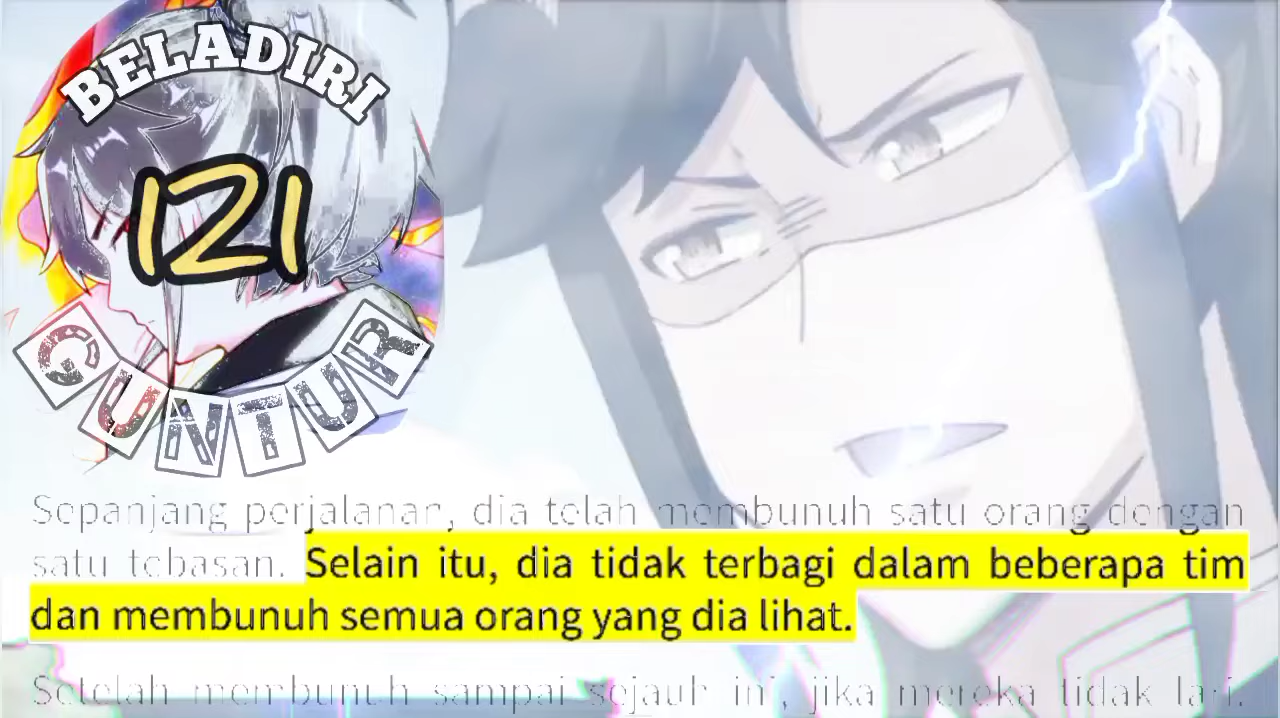 BELADIRI
121
GUNTUR
Sepanjang perjalanan, dia telah membunuh satu orang dengan
satu tebasan. Selain itu, dia tidak terbagi dalam beberapa tim
dan membunuh semua orang yang dia lihat.
Setelah membunuh sampai sejauh ini, jika mereka tidak lari.